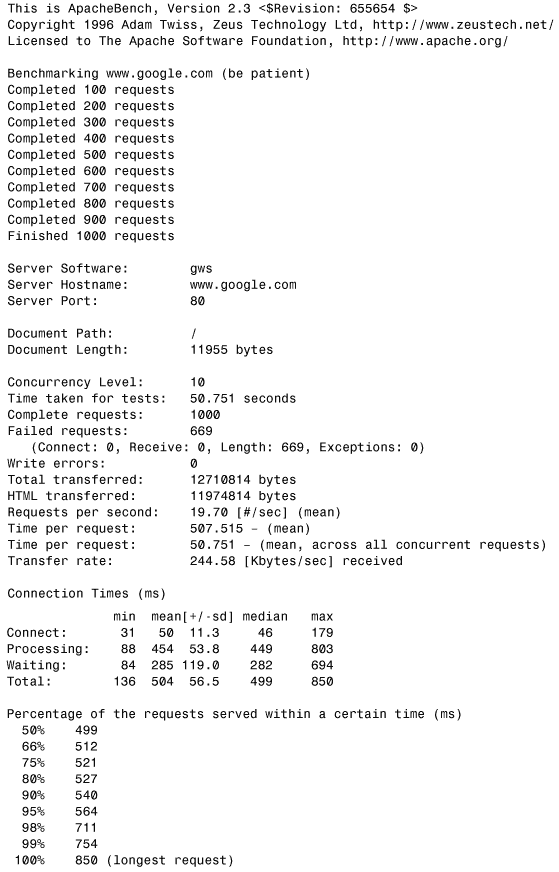 This is ApacheBench, Version 2.3 <$Revision: 655654 $>
Copyright 1996 Adam Twiss, Zeus Technology Ltd, http://www.zeustech.net/
Licensed to The Apache Software Foundation, http://www.apache.org/

Benchmarking www.google.com (be patient)
Completed 100 requests
Completed 200 requests
Completed 300 requests
Completed 400 requests
Completed 500 requests
Completed 600 requests
Completed 700 requests
Completed 800 requests
Completed 900 requests
Finished 1000 requests

Server Software: gws
Server Hostname: www.google.com
Server Port: 80

Document Path: /
Document Length: 11955 bytes

Concurrency Level: 10
Time taken for tests: 50.751 seconds
Complete requests: 1000
Failed requests: 669
(Connect: 0, Receive: 0, Length: 669, Exceptions: 0)
Write errors: 0
Total transferred: 12710814 bytes
HTML transferred: 11974814 bytes
Requests per second: 19.70 [#/sec] (mean)
Time per request: 507.515 – (mean)
Time per request: 50.751 – (mean, across all concurrent requests)
Transfer rate: 244.58 [Kbytes/sec] received

Connection Times (ms)
min mean[+/-sd] median max
Connect: 31 50 11.3 46 179
Processing: 88 454 53.8 449 803
Waiting: 84 285 119.0 282 694
Total: 136 504 56.5 499 850

Percentage of the requests served within a certain time (ms)
50% 499
66% 512
75% 521
80% 527
90% 540
95% 564
98% 711
99% 754
100% 850 (longest request)